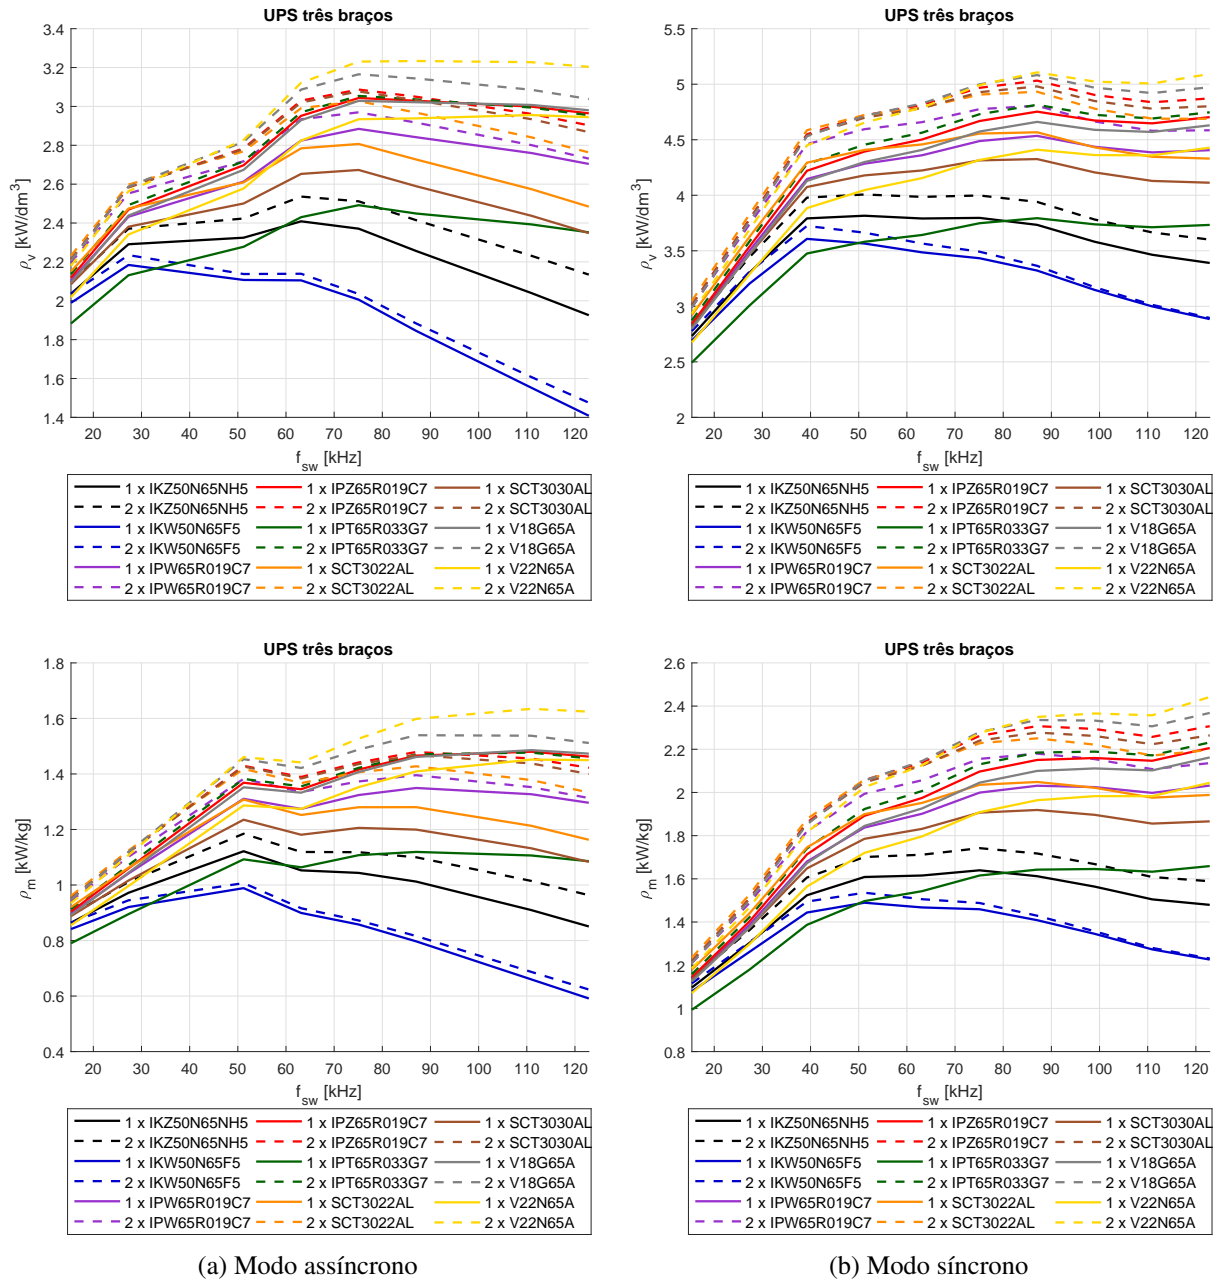 UPS três braços
3.4
3.2
3
2.8
2.6
2.4
2.2
2
1.8
1.6
1.4
ρv [kW/dm3]
20 30 40 50 60 70 80 90 100 110 120
fsw [kHz]
1 x IKZ50N65NH5 1 x IPZ65R019C7 1 x SCT3030AL
2 x IKZ50N65NH5 2 x IPZ65R019C7 2 x SCT3030AL
1 x IKW50N65F5 1 x IPT65R033G7 1 x V18G65A
2 x IKW50N65F5 2 x IPT65R033G7 2 x V18G65A
1 x IPW65R019C7 1 x SCT3022AL 1 x V22N65A
2 x IPW65R019C7 2 x SCT3022AL 2 x V22N65A
UPS três braços
5.5
5
4.5
4
3.5
3
2.5
2
ρv [kW/dm3]
20 30 40 50 60 70 80 90 100 110 120
fsw [kHz]
1 x IKZ50N65NH5 1 x IPZ65R019C7 1 x SCT3030AL
2 x IKZ50N65NH5 2 x IPZ65R019C7 2 x SCT3030AL
1 x IKW50N65F5 1 x IPT65R033G7 1 x V18G65A
2 x IKW50N65F5 2 x IPT65R033G7 2 x V18G65A
1 x IPW65R019C7 1 x SCT3022AL 1 x V22N65A
2 x IPW65R019C7 2 x SCT3022AL 2 x V22N65A
UPS três braços
1.8
1.6
1.4
1.2
1
0.8
0.6
0.4
ρm [kW/kg]
20 30 40 50 60 70 80 90 100 110 120
fsw [kHz]
1 x IKZ50N65NH5 1 x IPZ65R019C7 1 x SCT3030AL
2 x IKZ50N65NH5 2 x IPZ65R019C7 2 x SCT3030AL
1 x IKW50N65F5 1 x IPT65R033G7 1 x V18G65A
2 x IKW50N65F5 2 x IPT65R033G7 2 x V18G65A
1 x IPW65R019C7 1 x SCT3022AL 1 x V22N65A
2 x IPW65R019C7 2 x SCT3022AL 2 x V22N65A
(a) Modo assíncrono
UPS três braços
2.6
2.4
2.2
2
1.8
1.6
1.4
1.2
1
0.8
ρm [kW/kg]
20 30 40 50 60 70 80 90 100 110 120
fsw [kHz]
1 x IKZ50N65NH5 1 x IPZ65R019C7 1 x SCT3030AL
2 x IKZ50N65NH5 2 x IPZ65R019C7 2 x SCT3030AL
1 x IKW50N65F5 1 x IPT65R033G7 1 x V18G65A
2 x IKW50N65F5 2 x IPT65R033G7 2 x V18G65A
1 x IPW65R019C7 1 x SCT3022AL 1 x V22N65A
2 x IPW65R019C7 2 x SCT3022AL 2 x V22N65A
(b) Modo síncrono